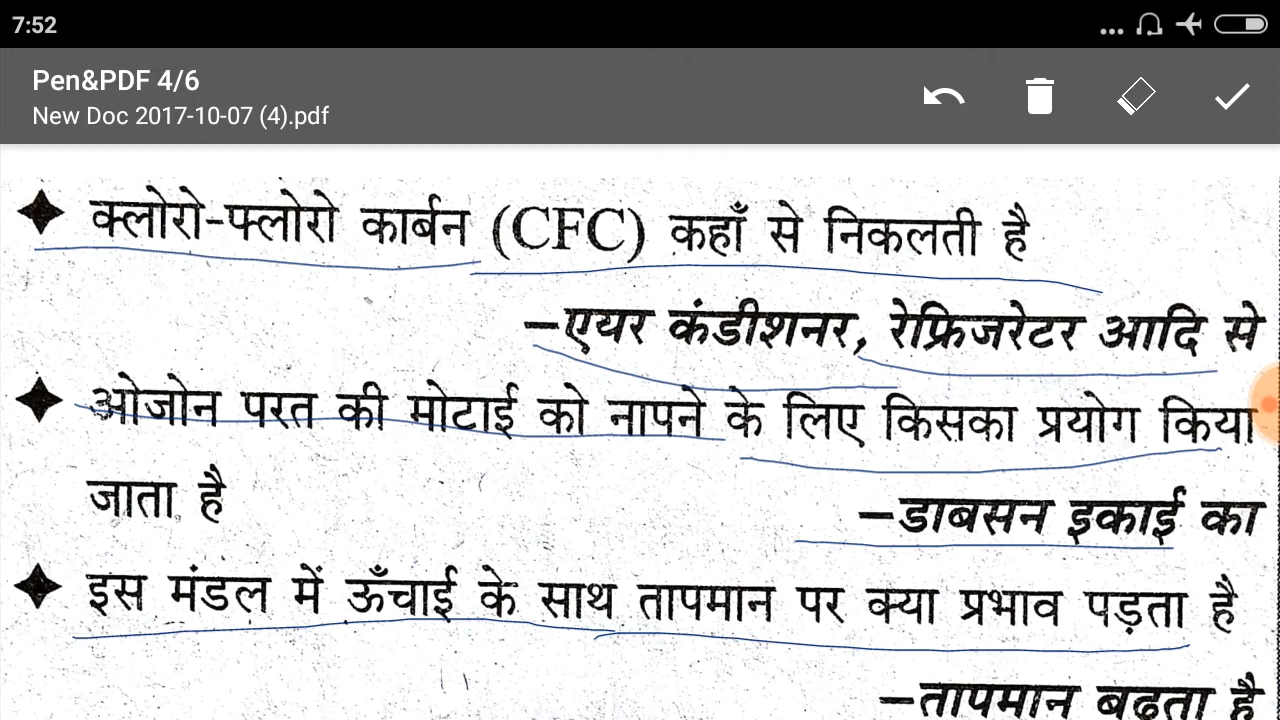 7:52
Pen&PDF 4/6
New Doc 2017-10-07 (4).pdf
क्लोरो-फ्लोरो कार्बन (CFC) कहाँ से निकलती है
–एयर कंडीशनर, रेफ्रिजरेटर आदि से
ओजोन परत की मोटाई को नापने के लिए किसका प्रयोग किया
जाता है –डाबसन इकाई का
इस मंडल में ऊँचाई के साथ तापमान पर क्या प्रभाव पड़ता है
–तापमान बढ़ता है